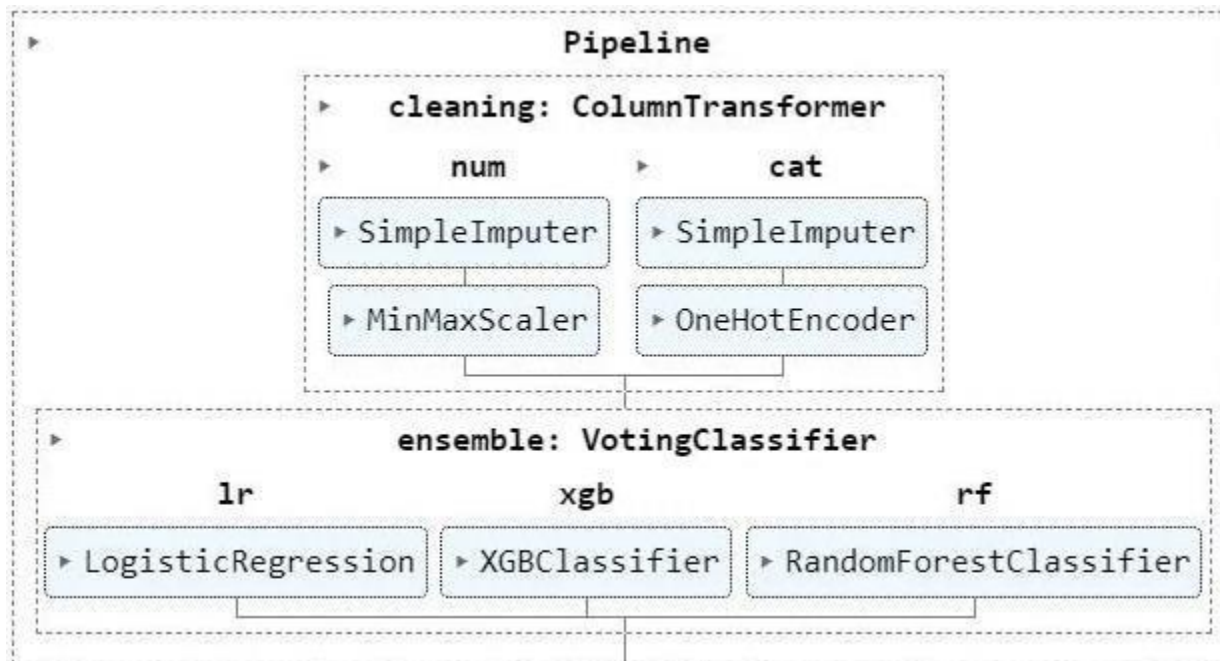 Pipeline
cleaning: ColumnTransformer
num cat
SimpleImputer SimpleImputer
MinMaxScaler OneHotEncoder
ensemble: VotingClassifier
lr xgb rf
LogisticRegression XGBClassifier RandomForestClassifier